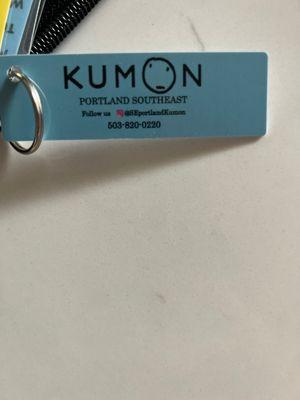 KUMON
PORTLAND SOUTHEAST
Follow us @SEportlandKumon
503-820-0220